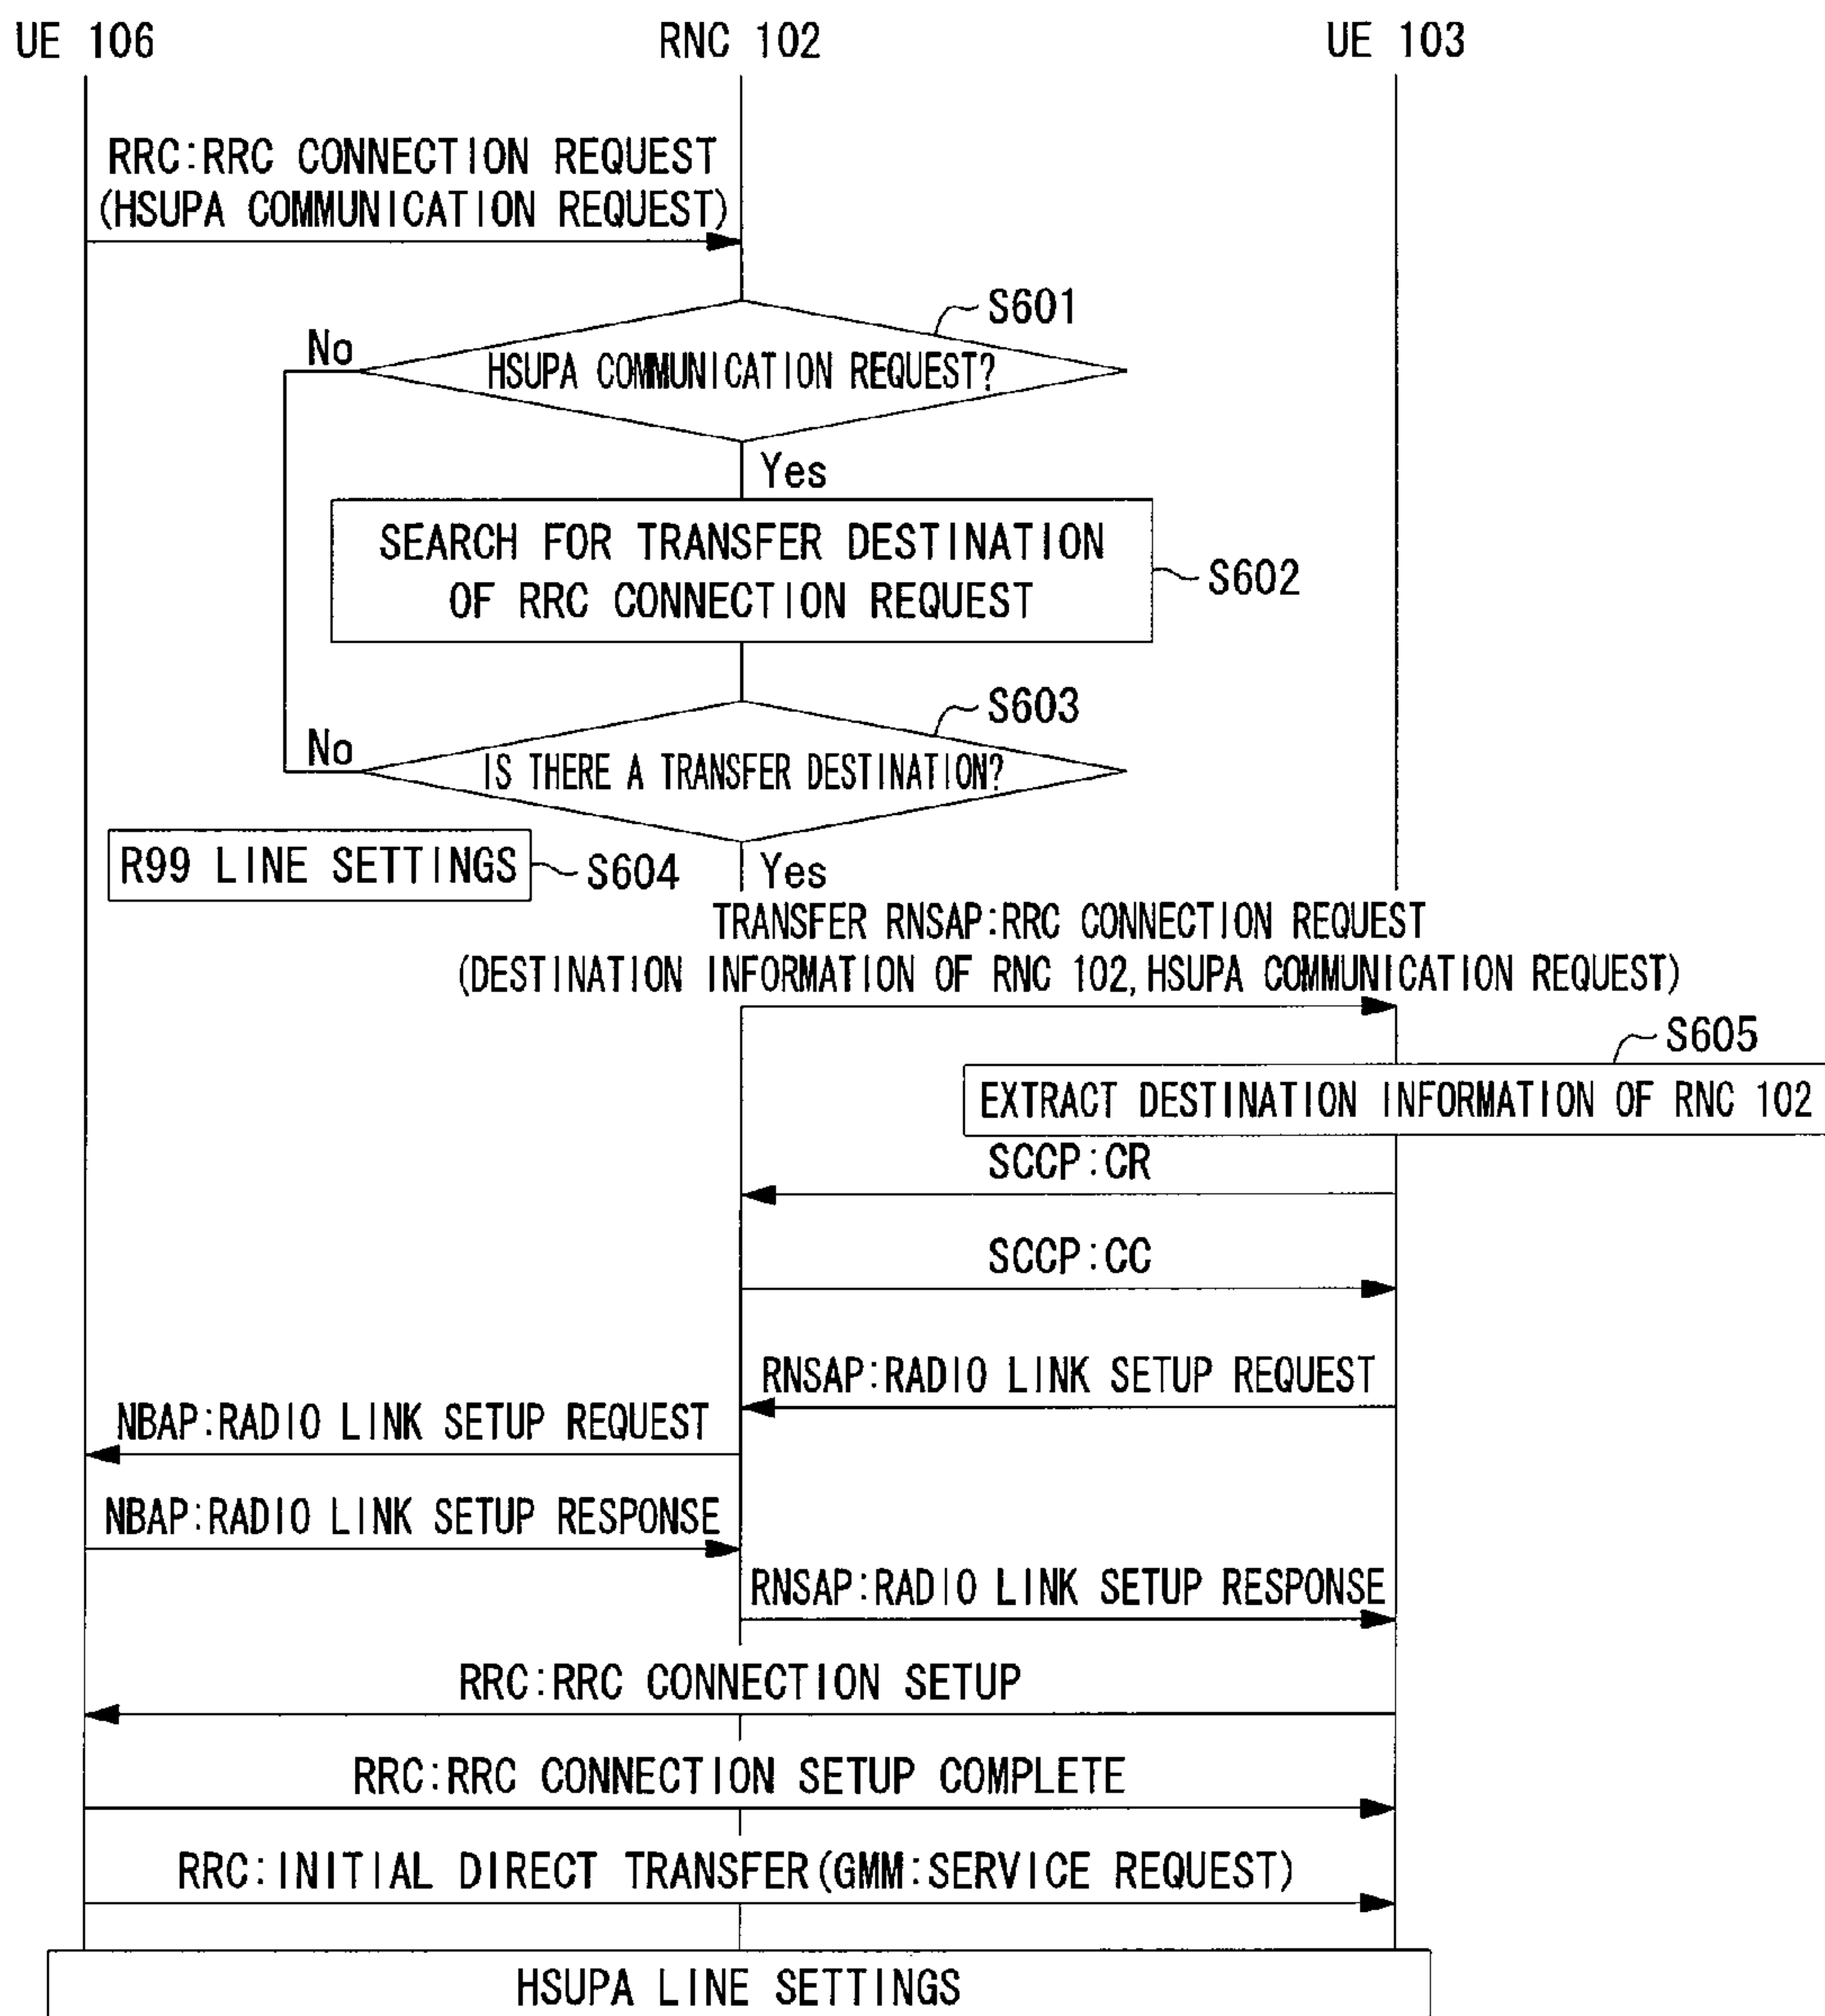 UE 106
RNC 102
UE 103
RRC:RRC CONNECTION REQUEST
(HSUPA COMMUNICATION REQUEST)
S601
No
HSUPA COMMUNICATION REQUEST?
Yes
SEARCH FOR TRANSFER DESTINATION
OF RRC CONNECTION REQUEST
S602
S603
No
IS THERE A TRANSFER DESTINATION?
R99 LINE SETTINGS
S604
Yes
TRANSFER RNSAP:RRC CONNECTION REQUEST
(DESTINATION INFORMATION OF RNC 102,HSUPA COMMUNICATION REQUEST)
S605
EXTRACT DESTINATION INFORMATION OF RNC 102
SCCP:CR
SCCP:CC
RNSAP:RADIO LINK SETUP REQUEST
NBAP:RADIO LINK SETUP REQUEST
NBAP:RADIO LINK SETUP RESPONSE
RNSAP:RADIO LINK SETUP RESPONSE
RRC:RRC CONNECTION SETUP
RRC:RRC CONNECTION SETUP COMPLETE
RRC:INITIAL DIRECT TRANSFER(GMM:SERVICE REQUEST)
HSUPA LINE SETTINGS